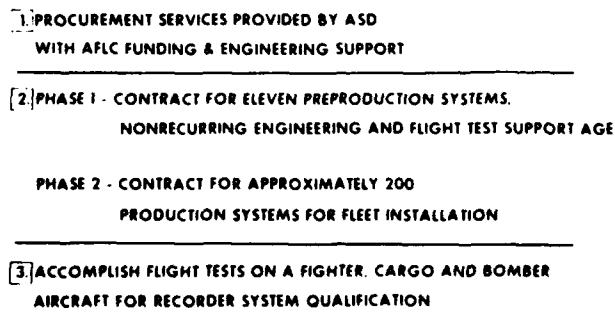 1. PROCUREMENT SERVICES PROVIDED BY ASD
WITH AFLC FUNDING & ENGINEERING SUPPORT
2. PHASE 1 - CONTRACT FOR ELEVEN PREPRODUCTION SYSTEMS.
NONRECURRING ENGINEERING AND FLIGHT TEST SUPPORT AGE
PHASE 2 - CONTRACT FOR APPROXIMATELY 200
PRODUCTION SYSTEMS FOR FLEET INSTALLATION
3. ACCOMPLISH FLIGHT TESTS ON A FIGHTER. CARGO AND BOMBER
AIRCRAFT FOR RECORDER SYSTEM QUALIFICATION